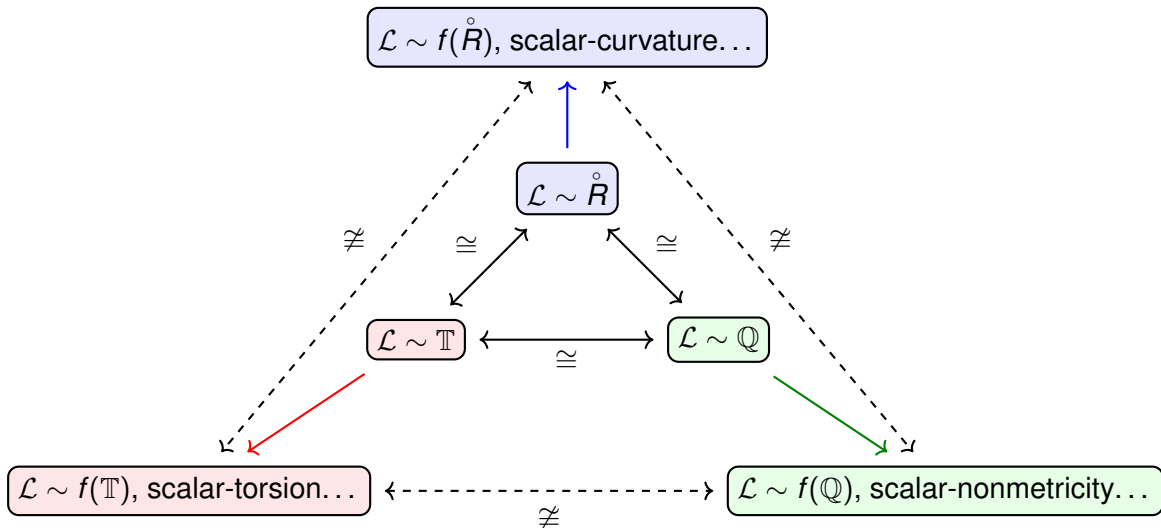 ℒ ∼ f(R̊), scalar-curvature…
ℒ ∼ R̊
≇
≅
≅
≇
ℒ ∼ 𝕋
ℒ ∼ ℚ
≅
ℒ ∼ f(𝕋), scalar-torsion…
ℒ ∼ f(ℚ), scalar-nonmetricity…
≇